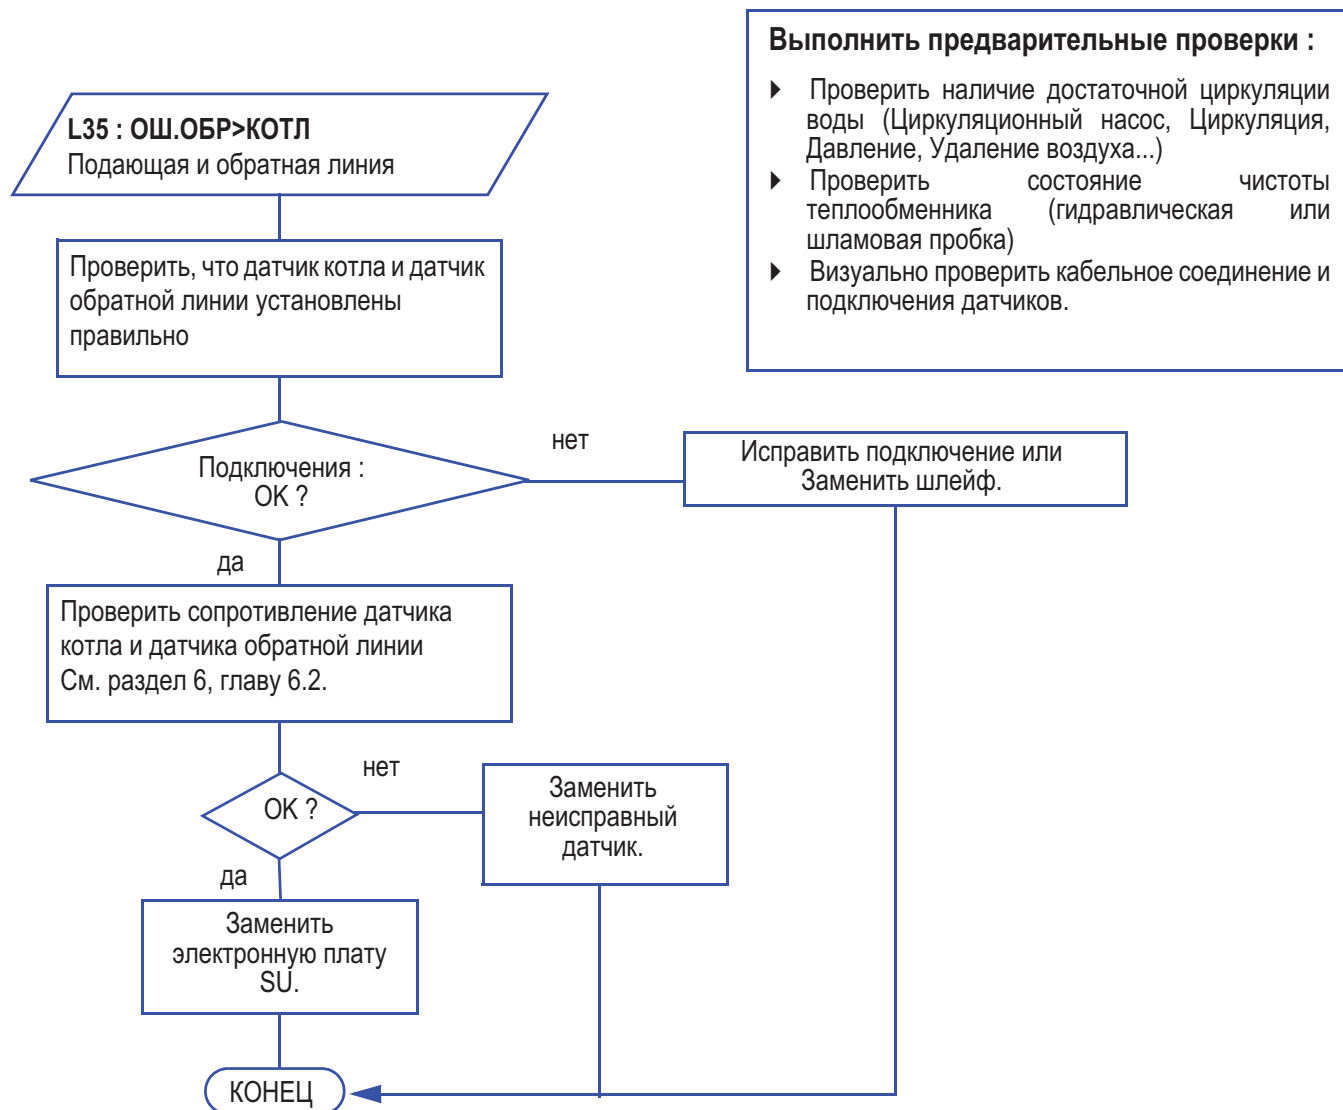 Выполнить предварительные проверки :
Проверить наличие достаточной циркуляции
воды (Циркуляционный насос, Циркуляция,
Давление, Удаление воздуха...)
Проверить состояние чистоты
теплообменника (гидравлическая или
шламовая пробка)
Визуально проверить кабельное соединение и
подключения датчиков.
L35 : ОШ.ОБР>КОТЛ
Подающая и обратная линия
Проверить, что датчик котла и датчик
обратной линии установлены
правильно
Подключения :
OK ?
нет
Исправить подключение или
Заменить шлейф.
да
Проверить сопротивление датчика
котла и датчика обратной линии
См. раздел 6, главу 6.2.
OK ?
нет
Заменить
неисправный
датчик.
да
Заменить
электронную плату
SU.
КОНЕЦ